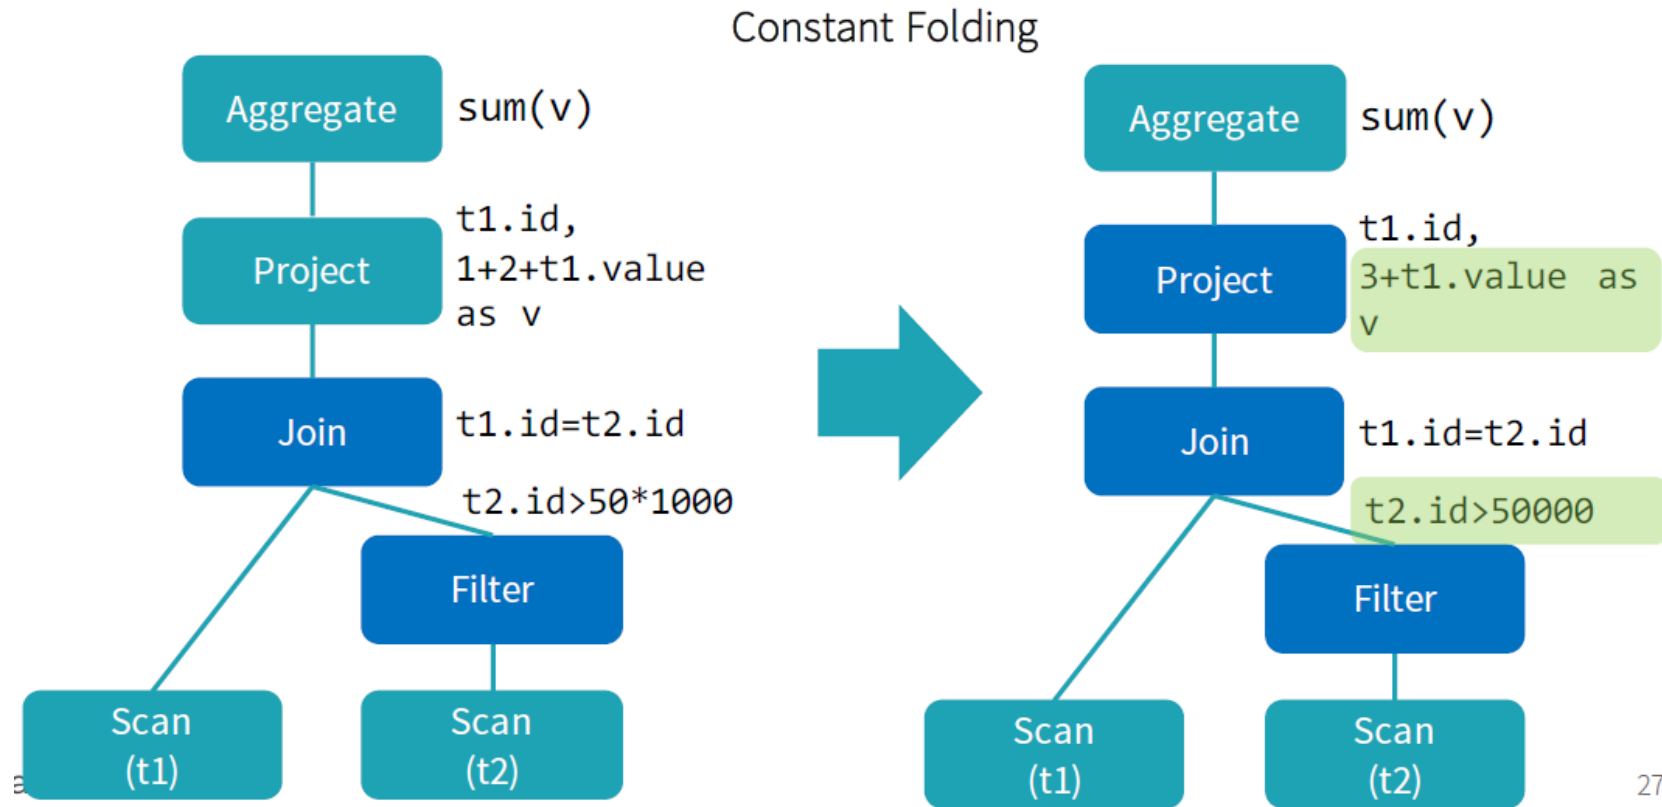 Constant Folding
Aggregate
sum(v)
Project
t1.id,
1+2+t1.value
as v
Join
t1.id=t2.id
t2.id>50*1000
Filter
Scan
(t1)
Scan
(t2)
Aggregate
sum(v)
Project
t1.id,
3+t1.value as
v
Join
t1.id=t2.id
t2.id>50000
Filter
Scan
(t1)
Scan
(t2)
27